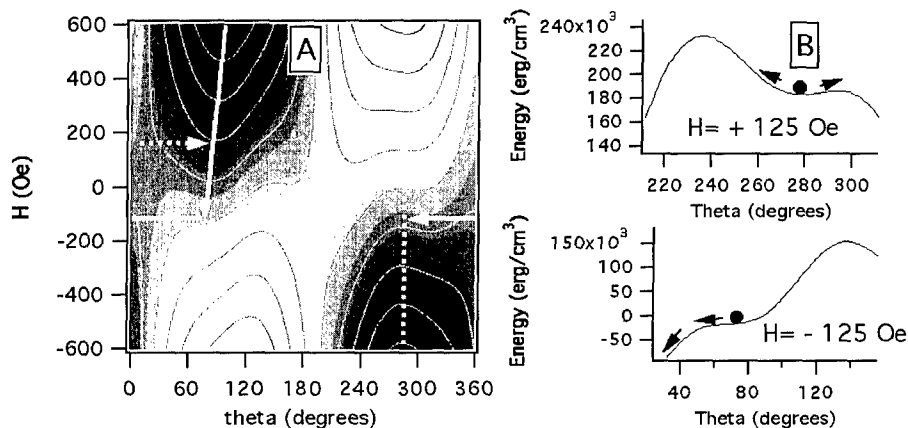 A
600
400
200
0
-200
-400
-600
H (Oe)
0 60 120 180 240 300 360
theta (degrees)
B
240x10³
220
200
180
160
140
Energy (erg/cm³)
H= + 125 Oe
220 240 260 280 300
Theta (degrees)
150x10³
100
50
0
-50
Energy (erg/cm³)
H= - 125 Oe
40 80 120
Theta (degrees)